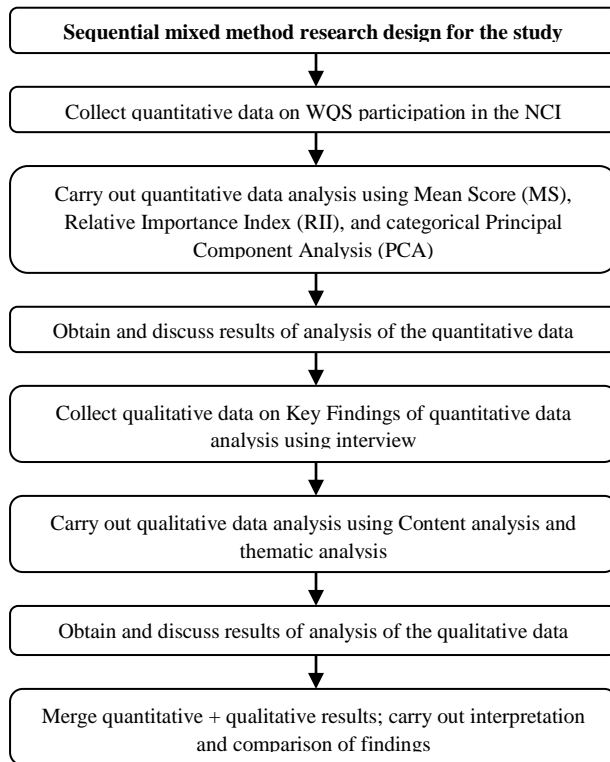 Sequential mixed method research design for the study
Collect quantitative data on WQS participation in the NCI
Carry out quantitative data analysis using Mean Score (MS),
Relative Importance Index (RII), and categorical Principal
Component Analysis (PCA)
Obtain and discuss results of analysis of the quantitative data
Collect qualitative data on Key Findings of quantitative data
analysis using interview
Carry out qualitative data analysis using Content analysis and
thematic analysis
Obtain and discuss results of analysis of the qualitative data
Merge quantitative + qualitative results; carry out interpretation
and comparison of findings